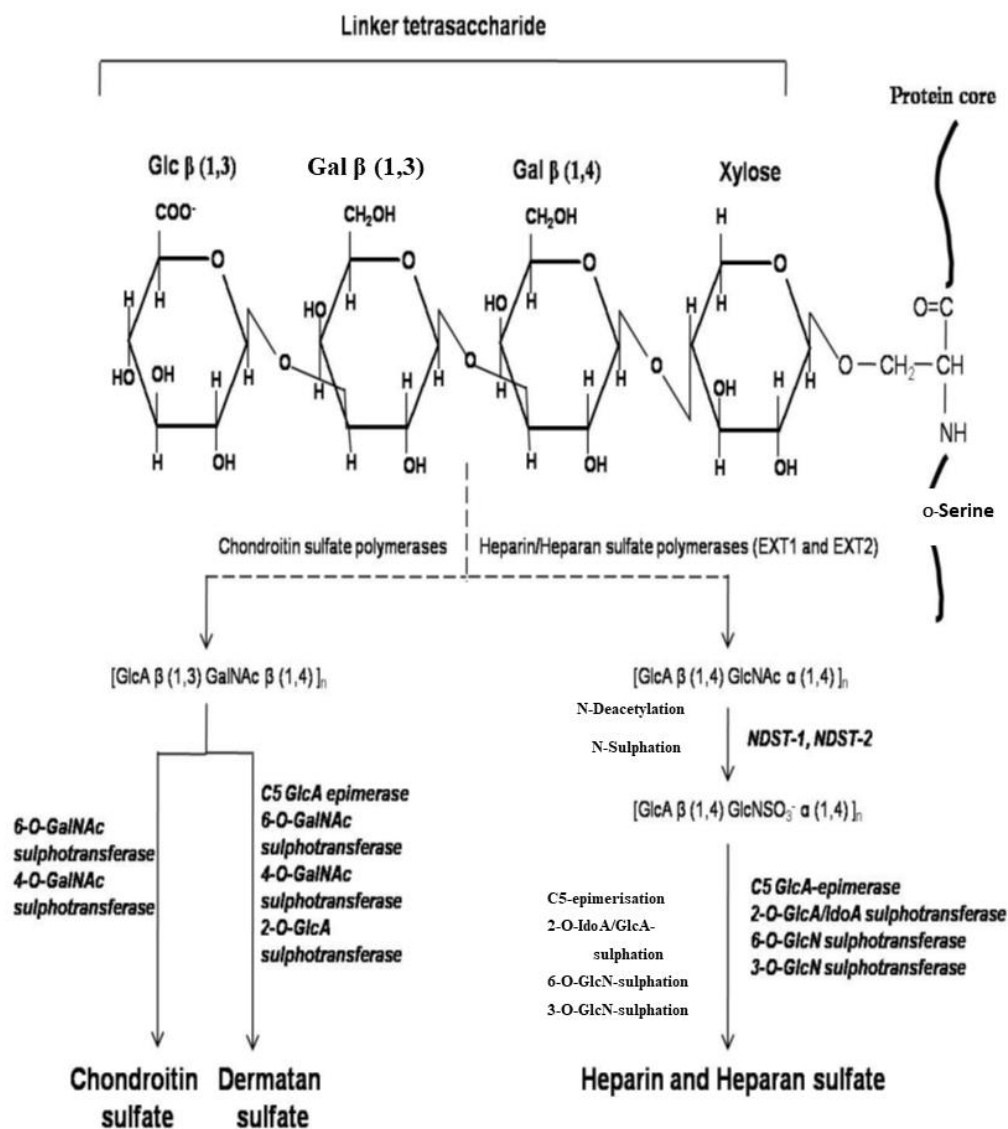 Linker tetrasaccharide
Protein core
Glc β (1,3)
Gal β (1,3)
Gal β (1,4)
Xylose
COO-
CH2OH
CH2OH
H
O
O
O
O
H
H
HO
H
HO
H
H
H
O=C
HO
OH
H
H
O
H
H
H
O
H
H
H
O
OH
H
H
O—CH2—CH
H
OH
H
OH
H
OH
H
OH
NH
o-Serine
Chondroitin sulfate polymerases
Heparin/Heparan sulfate polymerases (EXT1 and EXT2)
[GlcA β (1,3) GalNAc β (1,4)]n
[GlcA β (1,4) GlcNAc α (1,4)]n
N-Deacetylation
N-Sulphation
NDST-1, NDST-2
[GlcA β (1,4) GlcNSO3- α (1,4)]n
6-O-GalNAc
sulphotransferase
4-O-GalNAc
sulphotransferase
C5 GlcA epimerase
6-O-GalNAc
sulphotransferase
4-O-GalNAc
sulphotransferase
2-O-GlcA
sulphotransferase
C5-epimerisation
2-O-IdoA/GlcA-
sulphation
6-O-GlcN-sulphation
3-O-GlcN-sulphation
C5 GlcA-epimerase
2-O-GlcA/IdoA sulphotransferase
6-O-GlcN sulphotransferase
3-O-GlcN sulphotransferase
Chondroitin
sulfate
Dermatan
sulfate
Heparin and Heparan sulfate